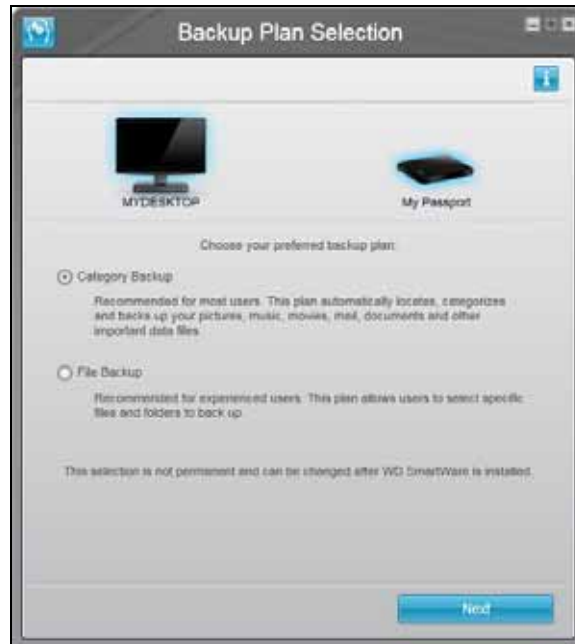 Backup Plan Selection
i
MYDESKTOP
My Passport
Choose your preferred backup plan:
Category Backup
Recommended for most users. This plan automatically locates, categorizes
and backs up your pictures, music, movies, mail, documents and other
important data files.
File Backup
Recommended for experienced users. This plan allows users to select specific
files and folders to back up.
This selection is not permanent and can be changed after WD SmartWare is installed.
Next